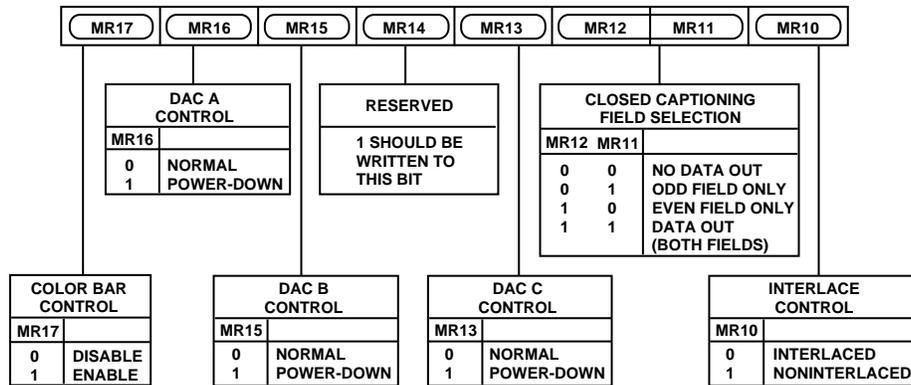 MR17 MR16 MR15 MR14 MR13 MR12 MR11 MR10
DAC A
CONTROL
MR16
0 NORMAL
1 POWER-DOWN
RESERVED
1 SHOULD BE
WRITTEN TO
THIS BIT
CLOSED CAPTIONING
FIELD SELECTION
MR12 MR11
0 0 NO DATA OUT
0 1 ODD FIELD ONLY
1 0 EVEN FIELD ONLY
1 1 DATA OUT
(BOTH FIELDS)
COLOR BAR
CONTROL
MR17
0 DISABLE
1 ENABLE
DAC B
CONTROL
MR15
0 NORMAL
1 POWER-DOWN
DAC C
CONTROL
MR13
0 NORMAL
1 POWER-DOWN
INTERLACE
CONTROL
MR10
0 INTERLACED
1 NONINTERLACED